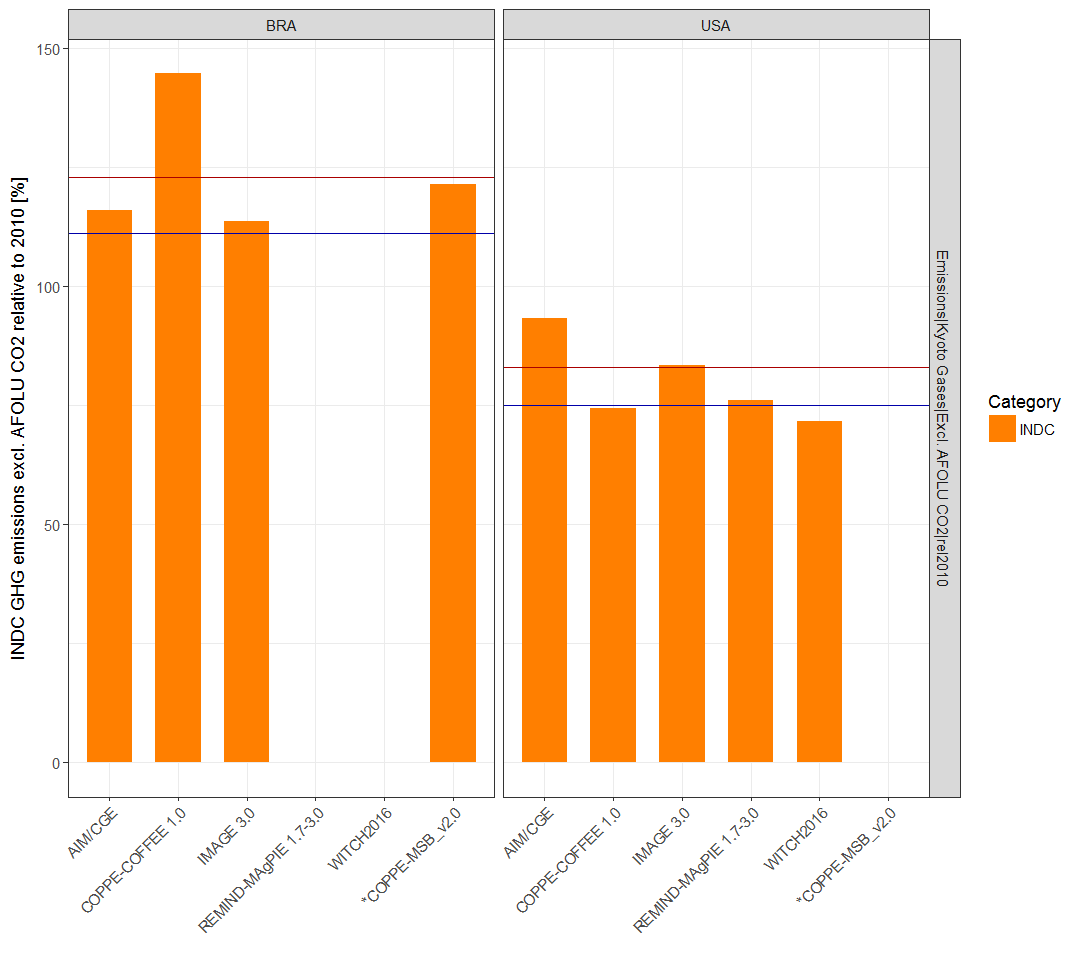 BRA
USA
INDC GHG emissions excl. AFOLU CO2 relative to 2010 [%]
150
100
50
0
Emissions|Kyoto Gases|Excl. AFOLU CO2|rel2010
Category
INDC
AIM/CGE
COPPE-COFFEE 1.0
IMAGE 3.0
REMIND-MAgPIE 1.7-3.0
WITCH2016
*COPPE-MSB_v2.0
AIM/CGE
COPPE-COFFEE 1.0
IMAGE 3.0
REMIND-MAgPIE 1.7-3.0
WITCH2016
*COPPE-MSB_v2.0